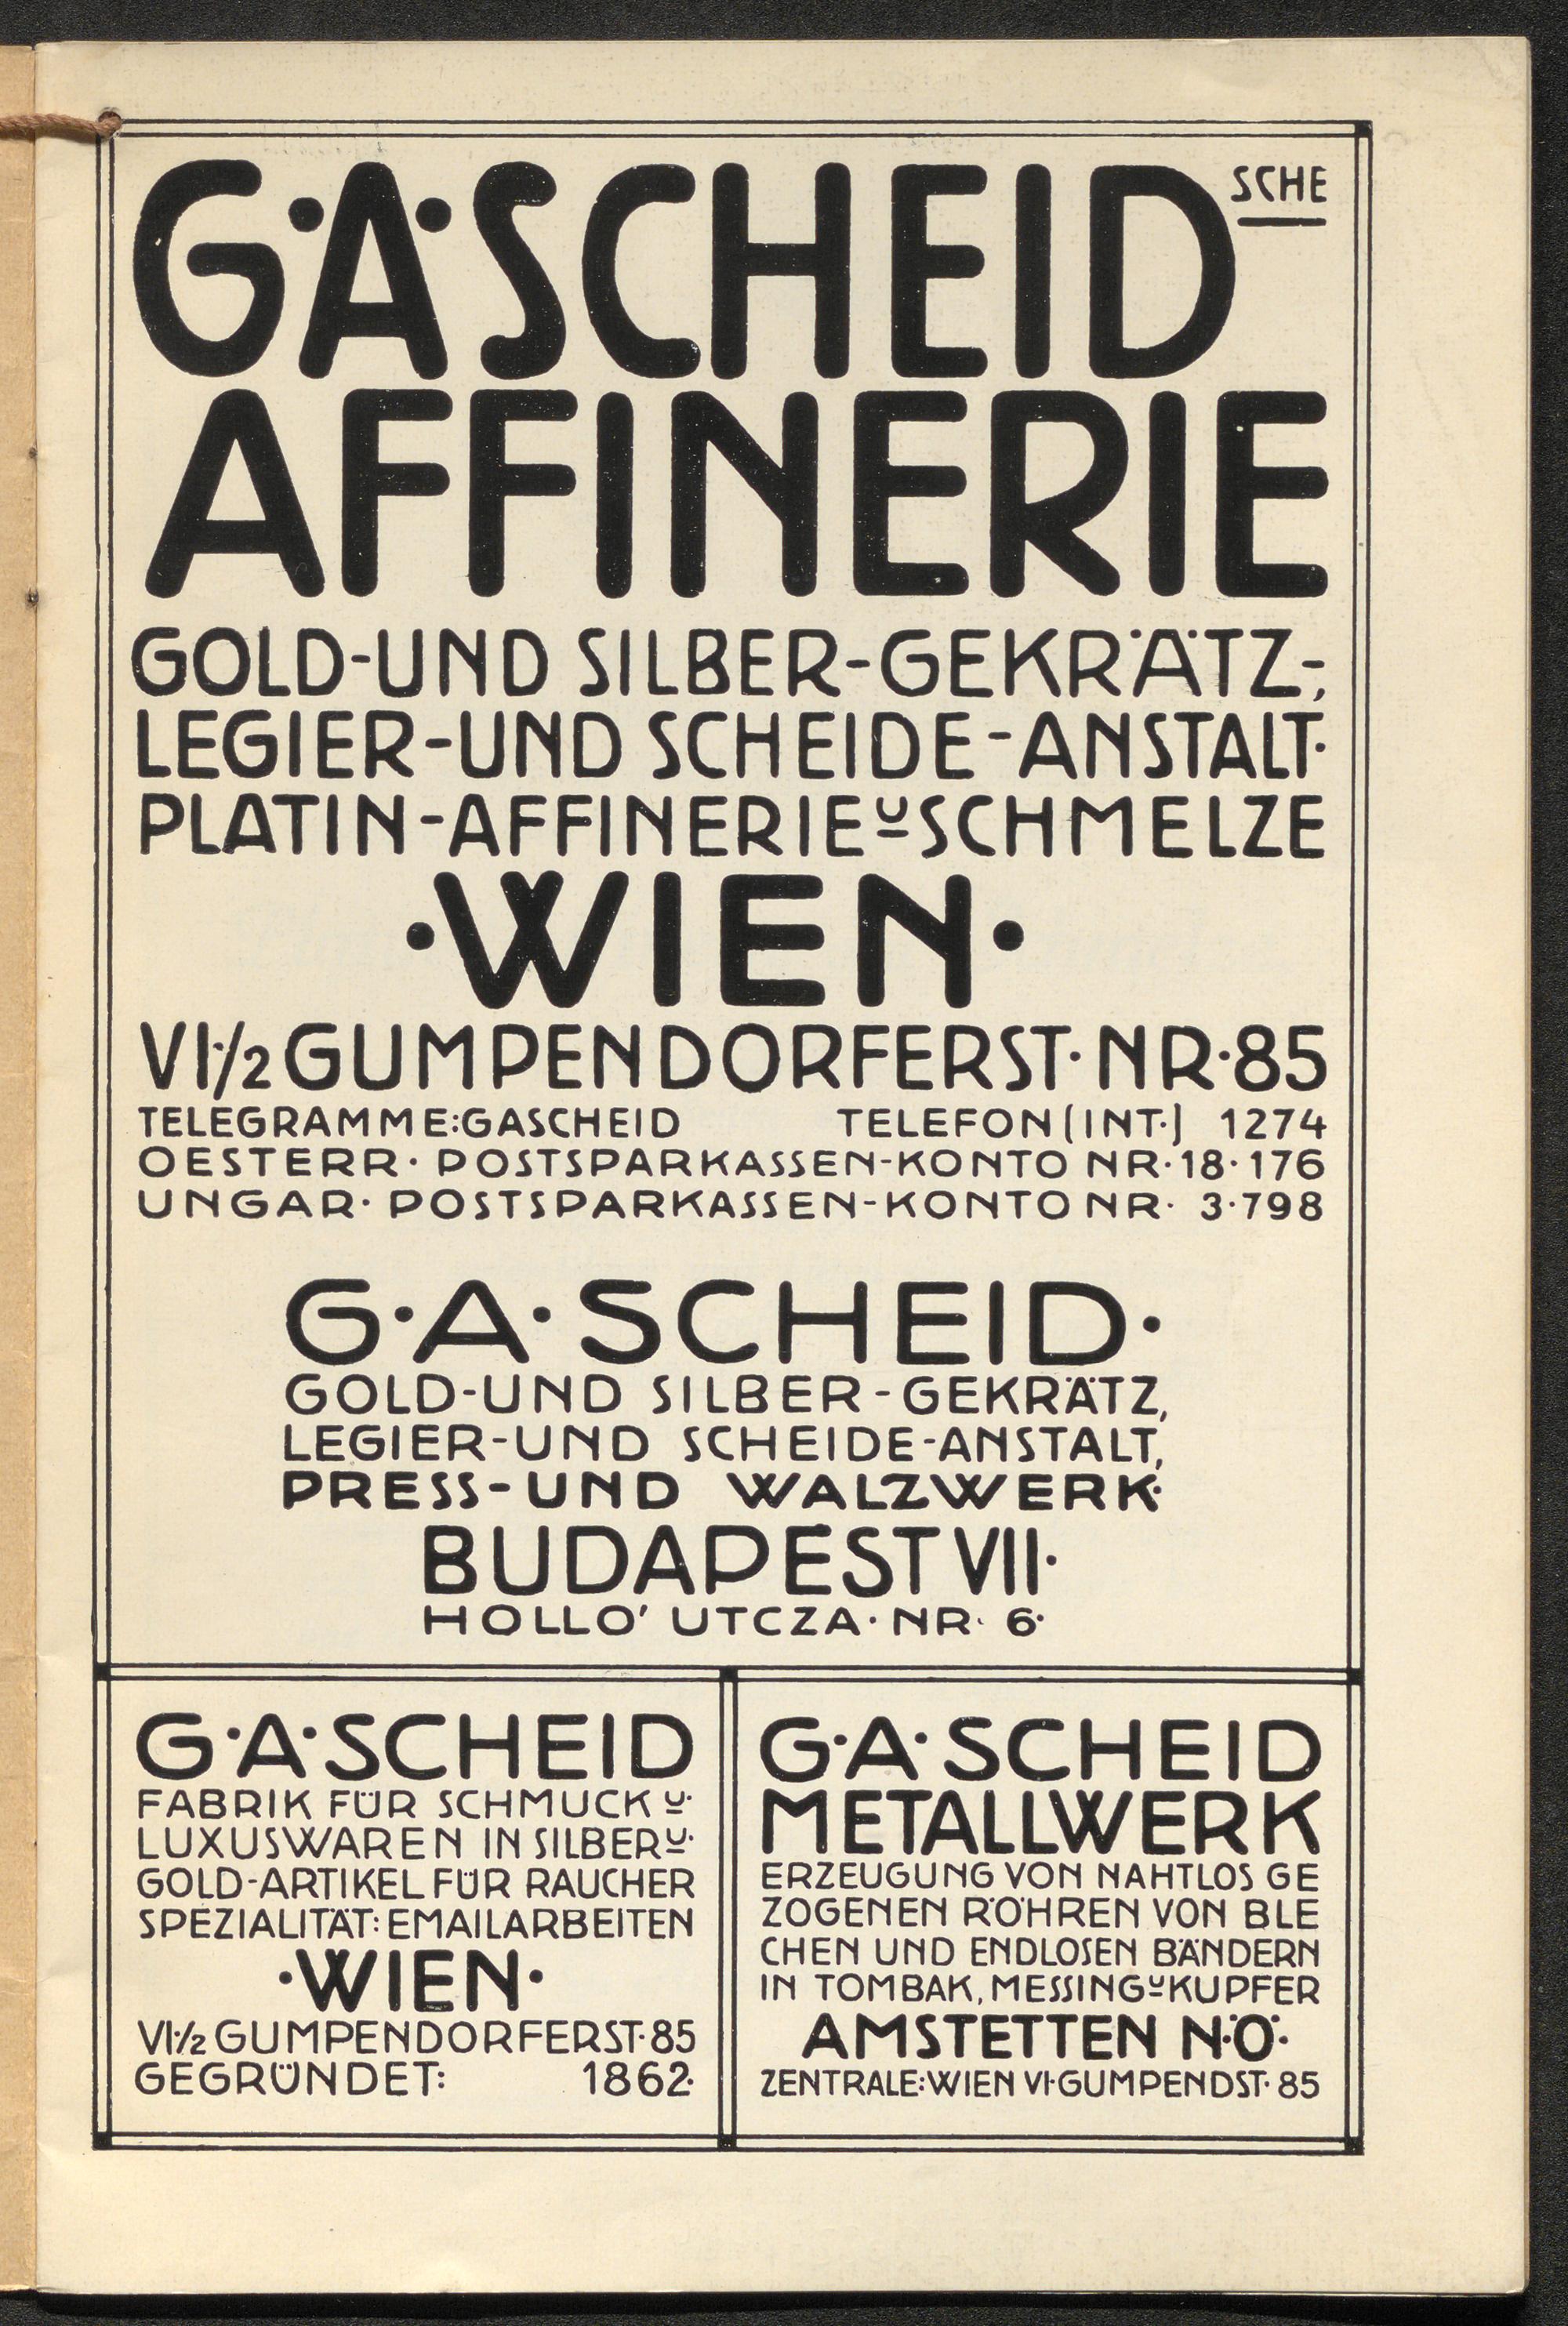 G·A·SCHEID SCHE
AFFINERIE
GOLD-UND SILBER-GEKRÄTZ-,
LEGIER-UND SCHEIDE-ANSTALT·
PLATIN-AFFINERIE U SCHMELZE
·WIEN·
VI·1/2 GUMPENDORFERST·NR·85
TELEGRAMME:GASCHEID TELEFON(INT·) 1274
OESTERR· POSTSPARKASSEN-KONTO NR·18·176
UNGAR· POSTSPARKASSEN-KONTO NR· 3·798
G·A·SCHEID·
GOLD-UND SILBER-GEKRÄTZ,
LEGIER-UND SCHEIDE-ANSTALT,
PRESS-UND WALZWERK·
BUDAPEST VII·
HOLLO' UTCZA·NR· 6·
G·A·SCHEID
FABRIK FÜR SCHMUCK U·
LUXUSWAREN IN SILBER U·
GOLD-ARTIKEL FÜR RAUCHER
SPEZIALITÄT: EMAILARBEITEN
·WIEN·
VI·1/2 GUMPENDORFERST·85
GEGRÜNDET: 1862·
G·A·SCHEID
METALLWERK
ERZEUGUNG VON NAHTLOS GE
ZOGENEN RÖHREN VON BLE
CHEN UND ENDLOSEN BÄNDERN
IN TOMBAK, MESSING U KUPFER
AMSTETTEN N·Ö·
ZENTRALE:WIEN VI·GUMPENDST·85